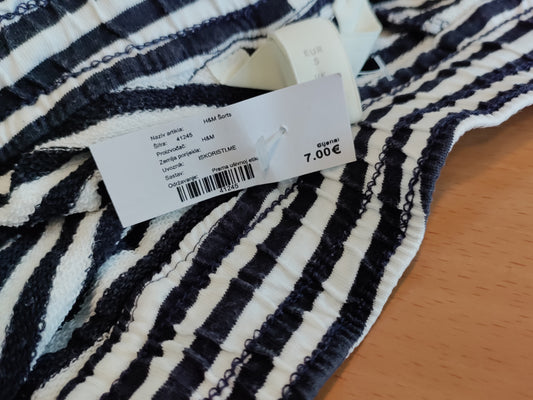 Naziv artikla: H&M Šorts
Šifra: 41245
Proizvođač: H&M
Zemlja porijekla:
Uvoznik: ISKORISTI.ME
Sastav:
Održavanje: Prema ušivnoj etik
41245
Cijena:
7.00€
EUR
S